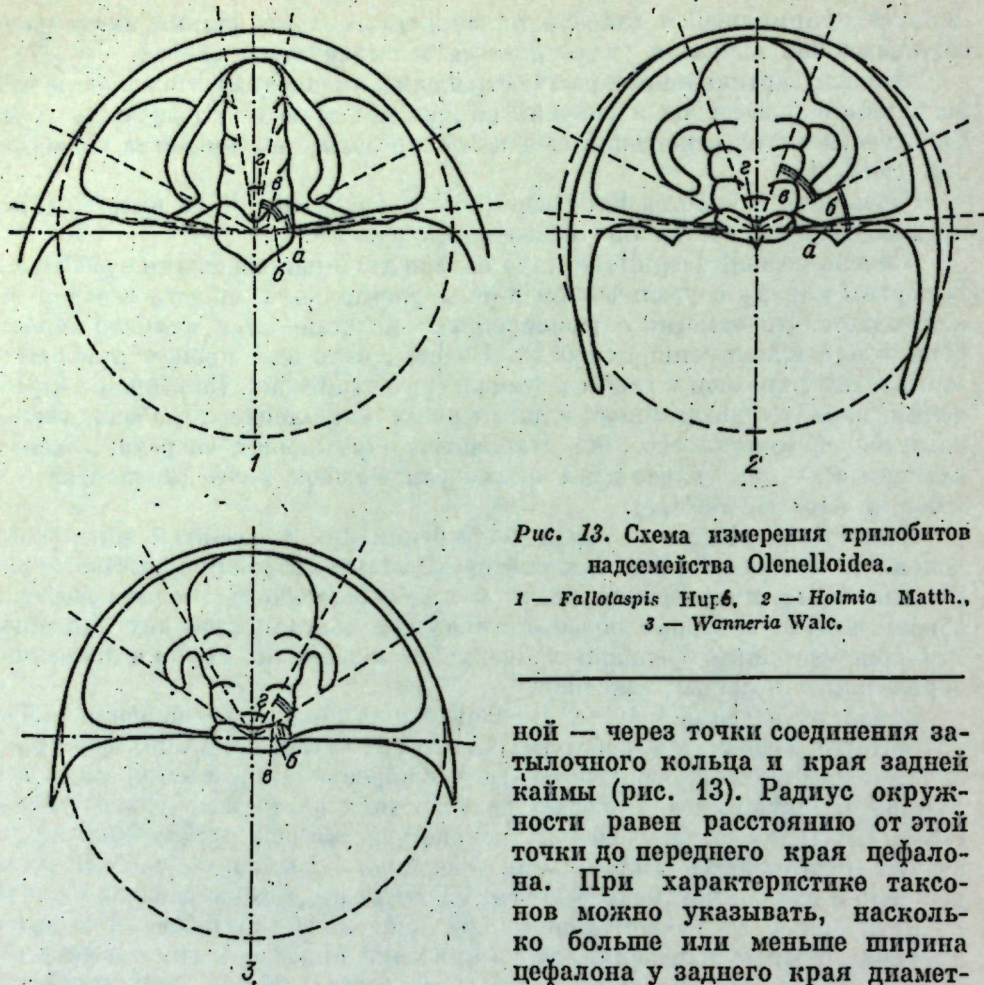 г
в
а
б
1
г
в
б
а
2
Рис. 13. Схема измерения трилобитов
надсемейства Olenelloidea.
1 — Fallotaspis Hupé, 2 — Holmia Matth.,
3 — Wanneria Walc.
г
в
б
3
ной — через точки соединения за-
тылочного кольца и края задней
каймы (рис. 13). Радиус окруж-
ности равен расстоянию от этой
точки до переднего края цефало-
на. При характеристике таксо-
нов можно указывать, насколь-
ко больше или меньше ширина
цефалона у заднего края диамет-